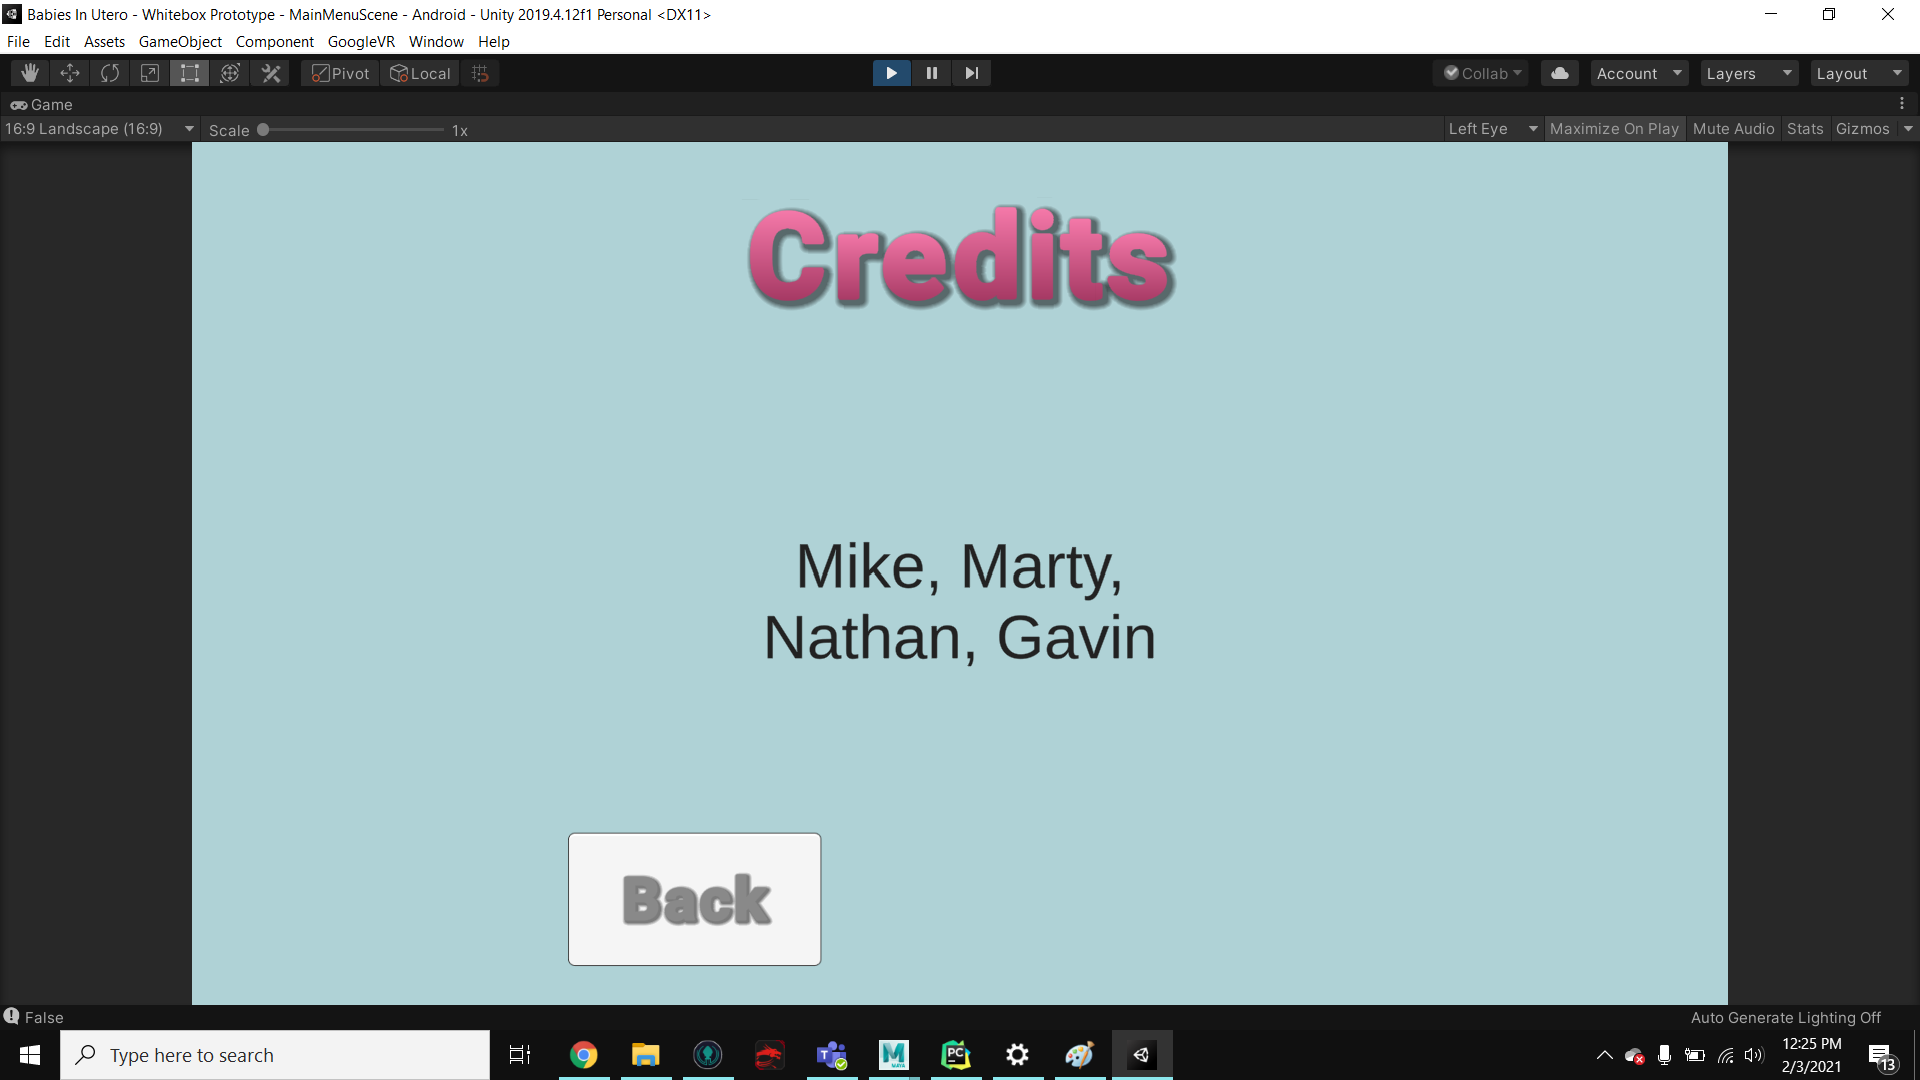 Babies In Utero - Whitebox Prototype - MainMenuScene - Android - Unity 2019.4.12f1 Personal <DX11>
File Edit Assets GameObject Component GoogleVR Window Help
Pivot Local Collab Account Layers Layout
Game
16:9 Landscape (16:9) Scale 1x Left Eye Maximize On Play Mute Audio Stats Gizmos
Credits
Mike, Marty,
Nathan, Gavin
Back
False Auto Generate Lighting Off
Type here to search T M MAYA PC 12:25 PM
2/3/2021 13